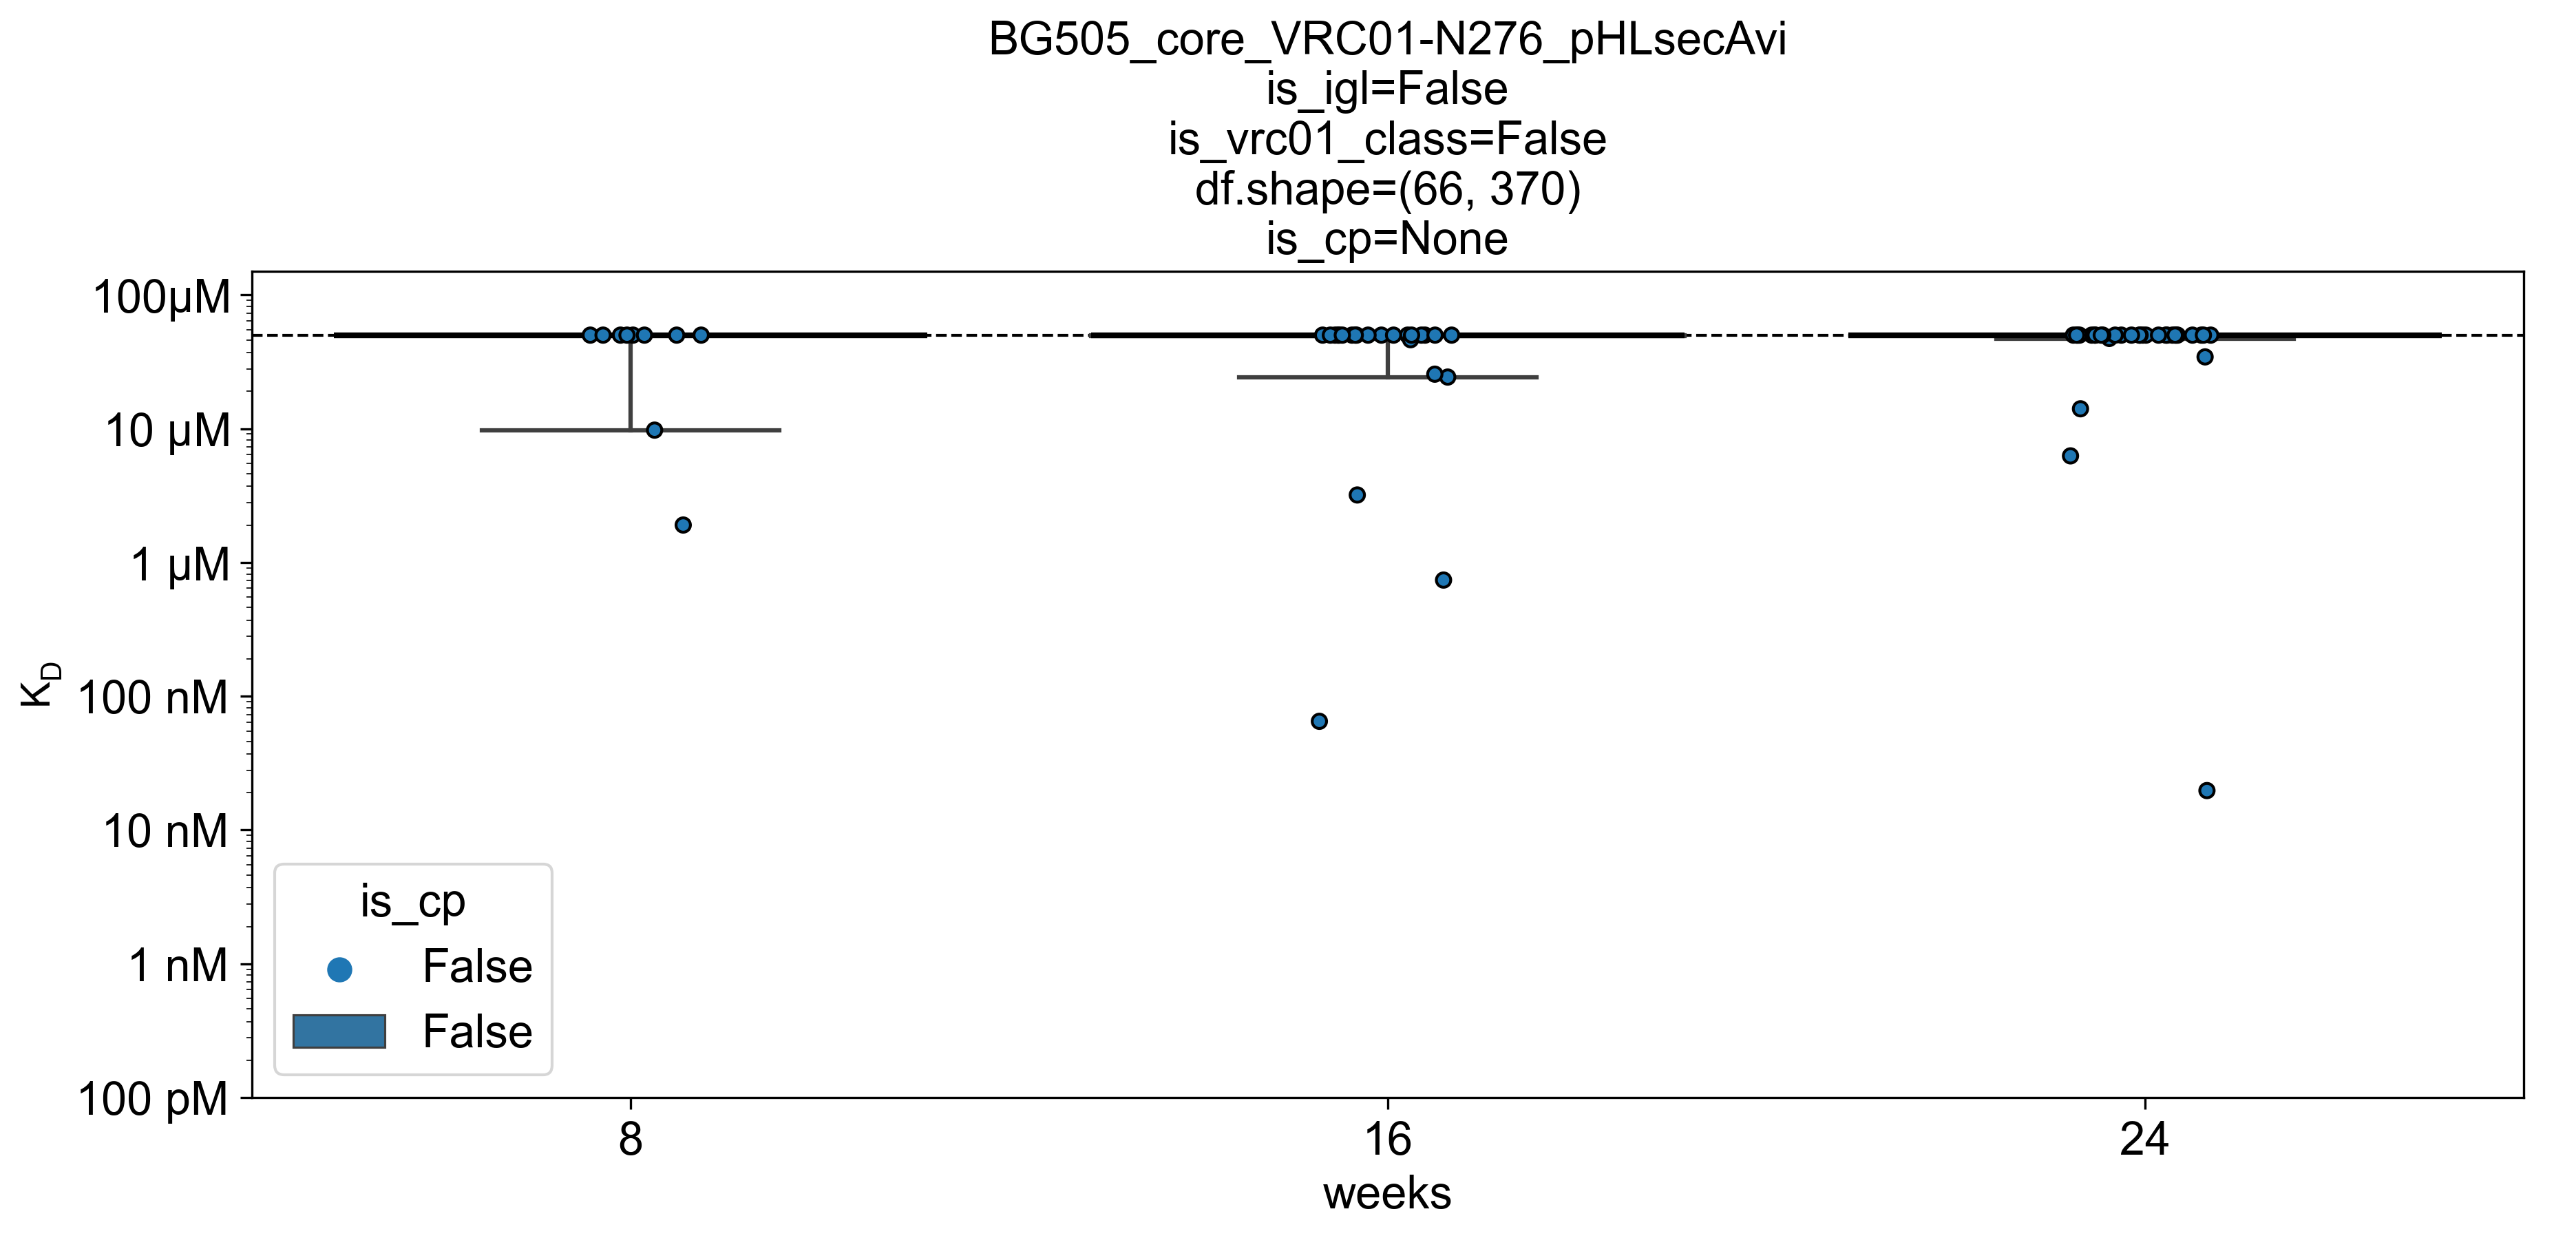 BG505_core_VRC01-N276_pHLsecAvi
is_igl=False
is_vrc01_class=False
df.shape=(66, 370)
is_cp=None
100µM
10 µM
1 µM
100 nM
10 nM
1 nM
100 pM
K_D
is_cp
False
False
8
16
24
weeks